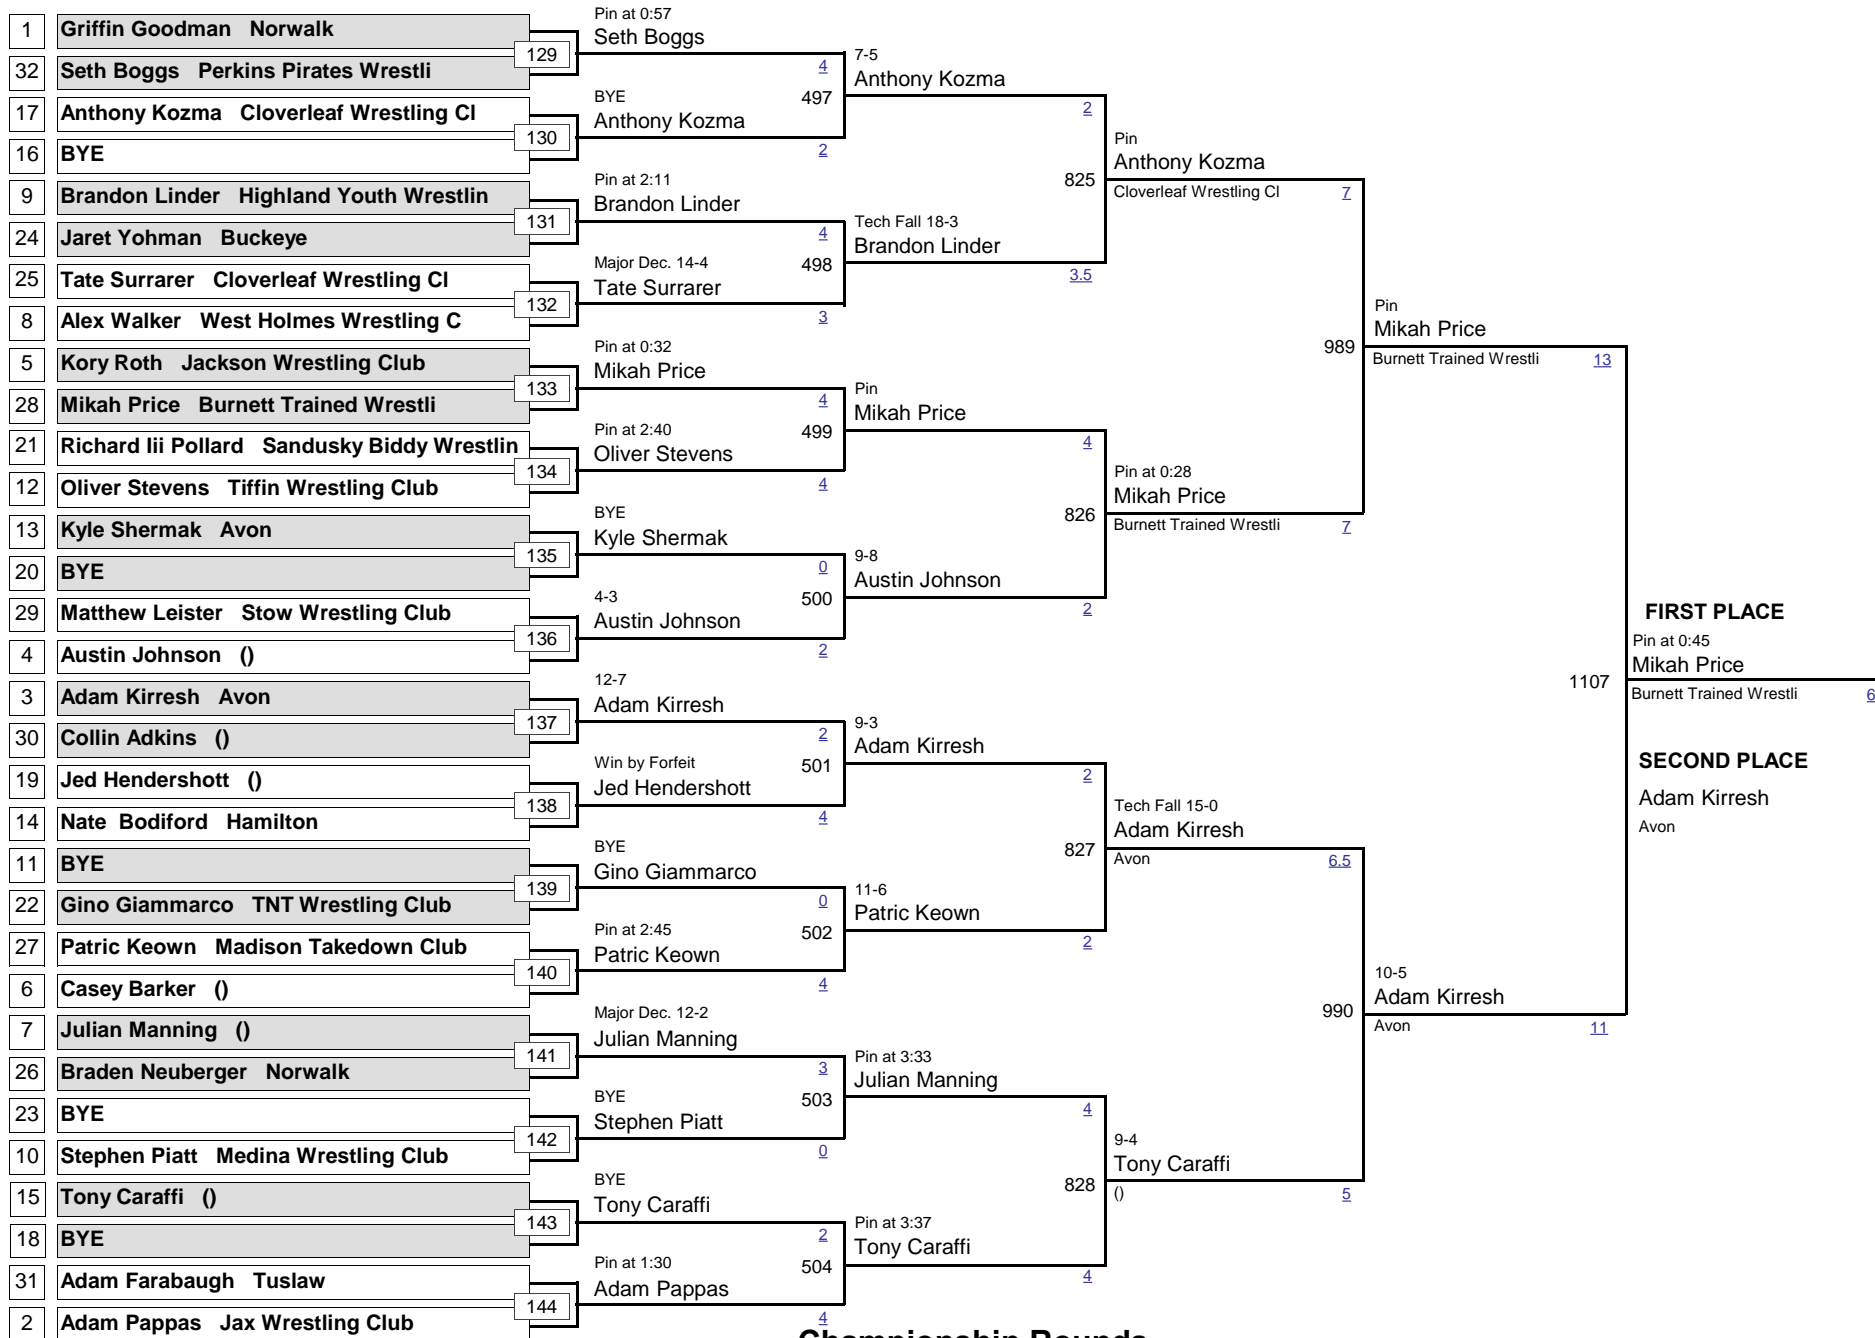 1 Griffin Goodman Norwalk
32 Seth Boggs Perkins Pirates Wrestli
17 Anthony Kozma Cloverleaf Wrestling Cl
16 BYE
9 Brandon Linder Highland Youth Wrestlin
24 Jaret Yohman Buckeye
25 Tate Surrarer Cloverleaf Wrestling Cl
8 Alex Walker West Holmes Wrestling C
5 Kory Roth Jackson Wrestling Club
28 Mikah Price Burnett Trained Wrestli
21 Richard Iii Pollard Sandusky Biddy Wrestlin
12 Oliver Stevens Tiffin Wrestling Club
13 Kyle Shermak Avon
20 BYE
29 Matthew Leister Stow Wrestling Club
4 Austin Johnson ()
3 Adam Kirresh Avon
30 Collin Adkins ()
19 Jed Hendershott ()
14 Nate Bodiford Hamilton
11 BYE
22 Gino Giammarco TNT Wrestling Club
27 Patric Keown Madison Takedown Club
6 Casey Barker ()
7 Julian Manning ()
26 Braden Neuberger Norwalk
23 BYE
10 Stephen Piatt Medina Wrestling Club
15 Tony Caraffi ()
18 BYE
31 Adam Farabaugh Tuslaw
2 Adam Pappas Jax Wrestling Club
129
130
131
132
133
134
135
136
137
138
139
140
141
142
143
144
Pin at 0:57
Seth Boggs
4
497
BYE
Anthony Kozma
2
Pin at 2:11
Brandon Linder
4
498
Major Dec. 14-4
Tate Surrarer
3
Pin at 0:32
Mikah Price
4
499
Pin at 2:40
Oliver Stevens
4
BYE
Kyle Shermak
0
500
4-3
Austin Johnson
2
12-7
Adam Kirresh
2
501
Win by Forfeit
Jed Hendershott
4
BYE
Gino Giammarco
0
502
Pin at 2:45
Patric Keown
4
Major Dec. 12-2
Julian Manning
3
503
BYE
Stephen Piatt
0
BYE
Tony Caraffi
2
504
Pin at 1:30
Adam Pappas
4
7-5
Anthony Kozma
2
825
Tech Fall 18-3
Brandon Linder
3.5
Pin
Mikah Price
4
826
9-8
Austin Johnson
2
9-3
Adam Kirresh
2
827
11-6
Patric Keown
2
Pin at 3:33
Julian Manning
4
828
Pin at 3:37
Tony Caraffi
4
Pin
Anthony Kozma
Cloverleaf Wrestling Cl
7
989
Pin at 0:28
Mikah Price
Burnett Trained Wrestli
7
Tech Fall 15-0
Adam Kirresh
Avon
6.5
990
9-4
Tony Caraffi
()
5
Pin
Mikah Price
Burnett Trained Wrestli
13
1107
10-5
Adam Kirresh
Avon
11
FIRST PLACE
Pin at 0:45
Mikah Price
Burnett Trained Wrestli
6
SECOND PLACE
Adam Kirresh
Avon
Championship Rounds